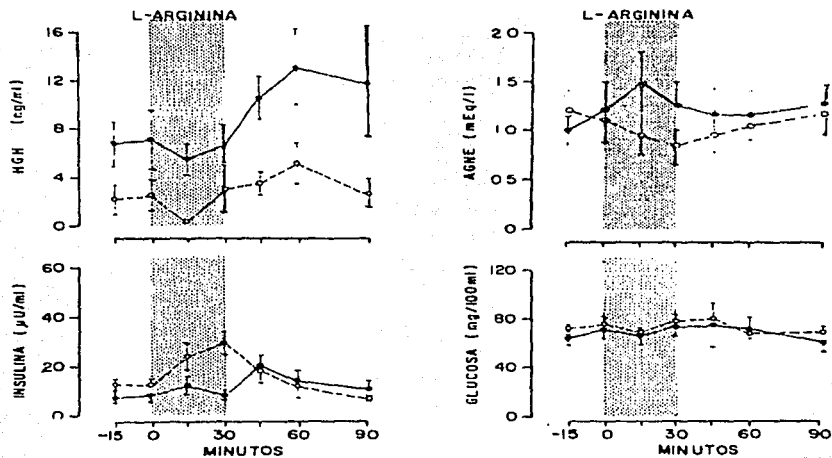 L-ARGININA
HGH (ng/ml)
16
12
8
4
0
INSULINA (µU/ml)
60
40
20
0
-15 0 30 60 90
MINUTOS
L-ARGININA
AGNE (mEq/l)
2.0
1.5
1.0
0.5
0
GLUCOSA (mg/100ml)
120
80
40
0
-15 0 30 60 90
MINUTOS